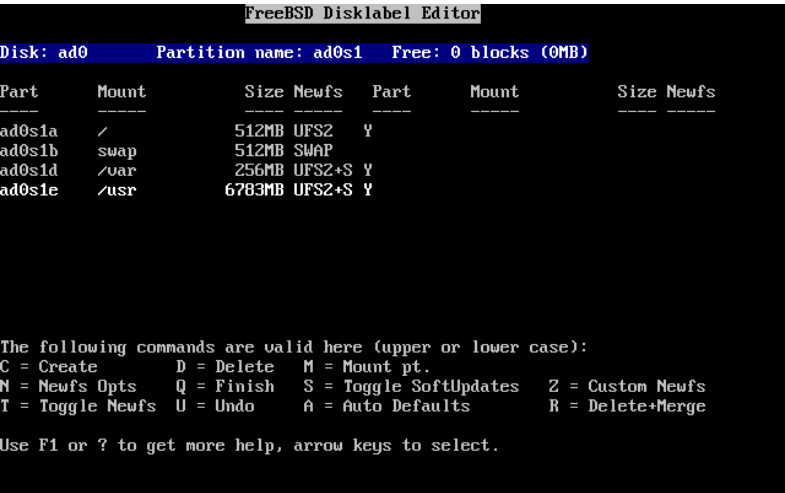 FreeBSD Disklabel Editor
Disk: ad0 Partition name: ad0s1 Free: 0 blocks (0MB)
Part Mount Size Newfs Part Mount Size Newfs
---- ----- ---- ----- ---- ----- ---- -----
ad0s1a / 512MB UFS2 Y
ad0s1b swap 512MB SWAP
ad0s1d /var 256MB UFS2+S Y
ad0s1e /usr 6783MB UFS2+S Y
The following commands are valid here (upper or lower case):
C = Create D = Delete M = Mount pt.
N = Newfs Opts Q = Finish S = Toggle SoftUpdates Z = Custom Newfs
T = Toggle Newfs U = Undo A = Auto Defaults R = Delete+Merge
Use F1 or ? to get more help, arrow keys to select.